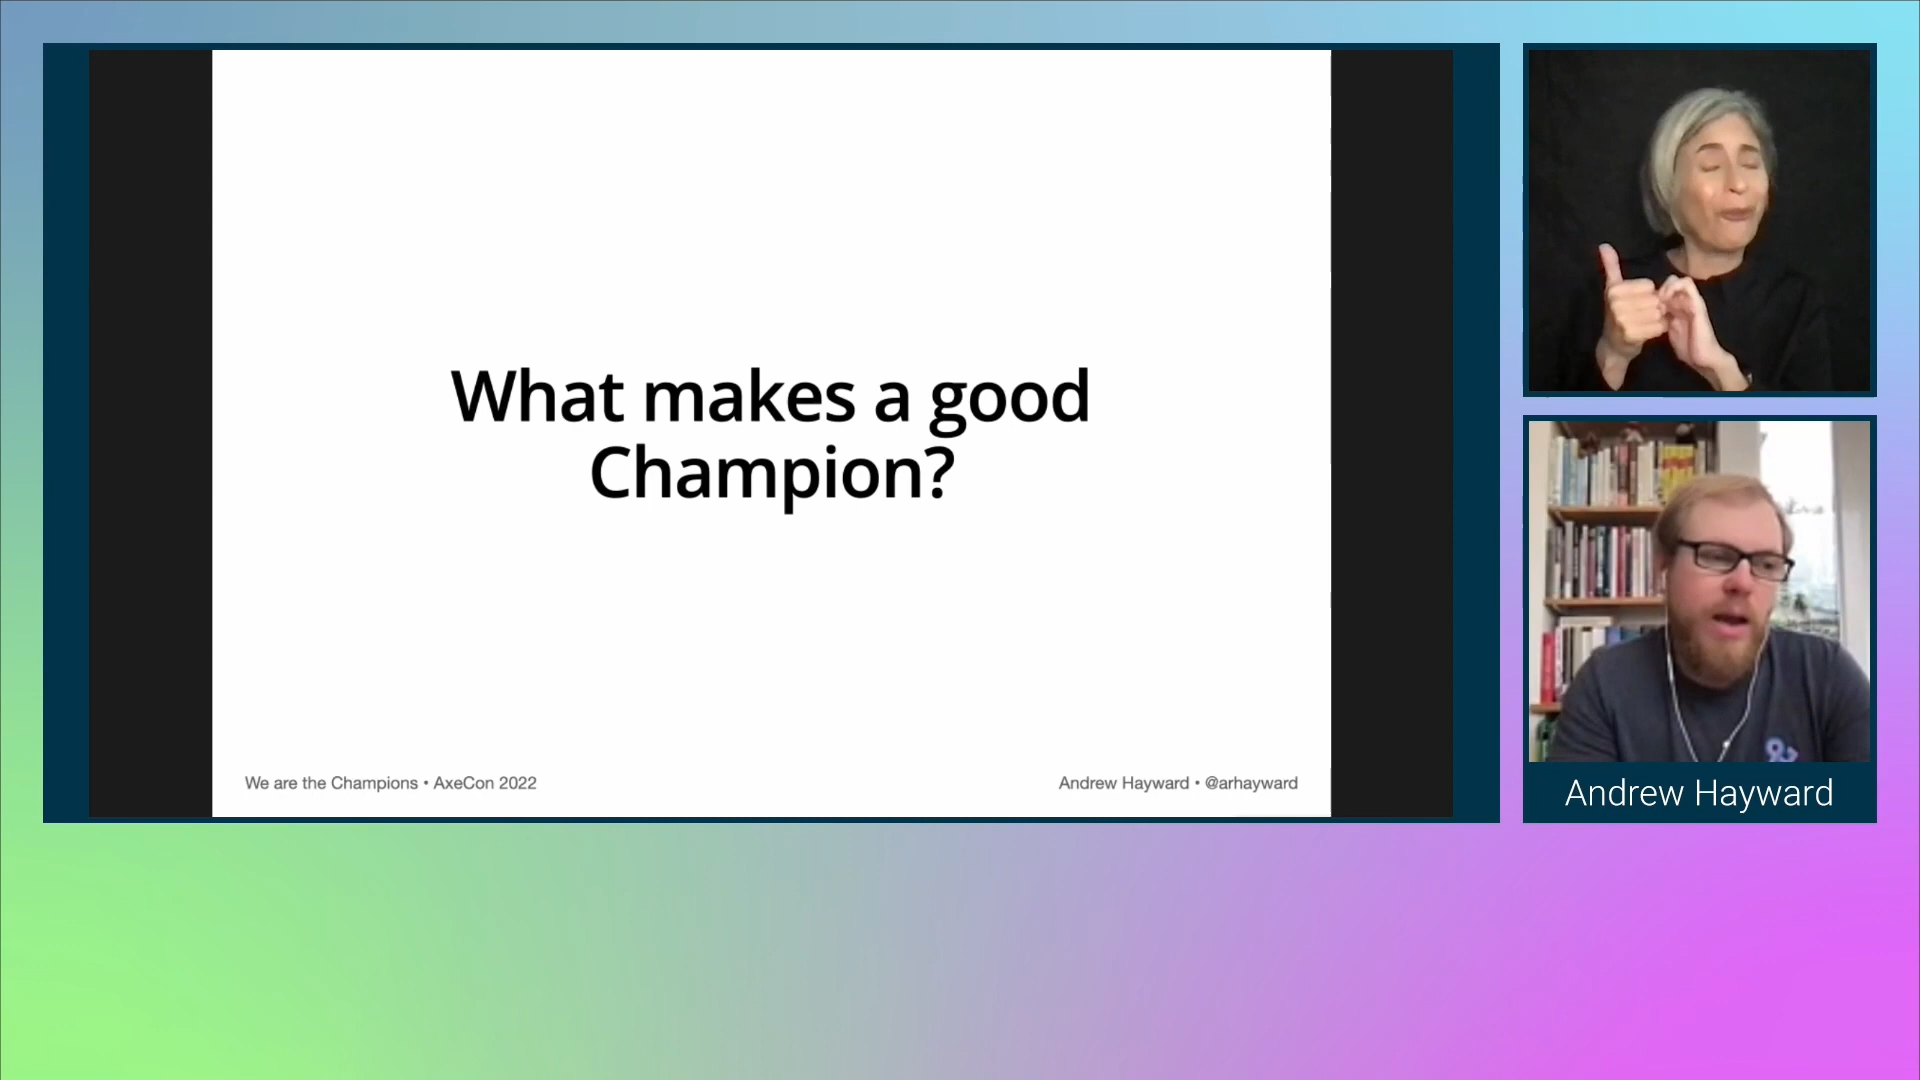 What makes a good
Champion?
We are the Champions • AxeCon 2022
Andrew Hayward • @arhayward
Andrew Hayward